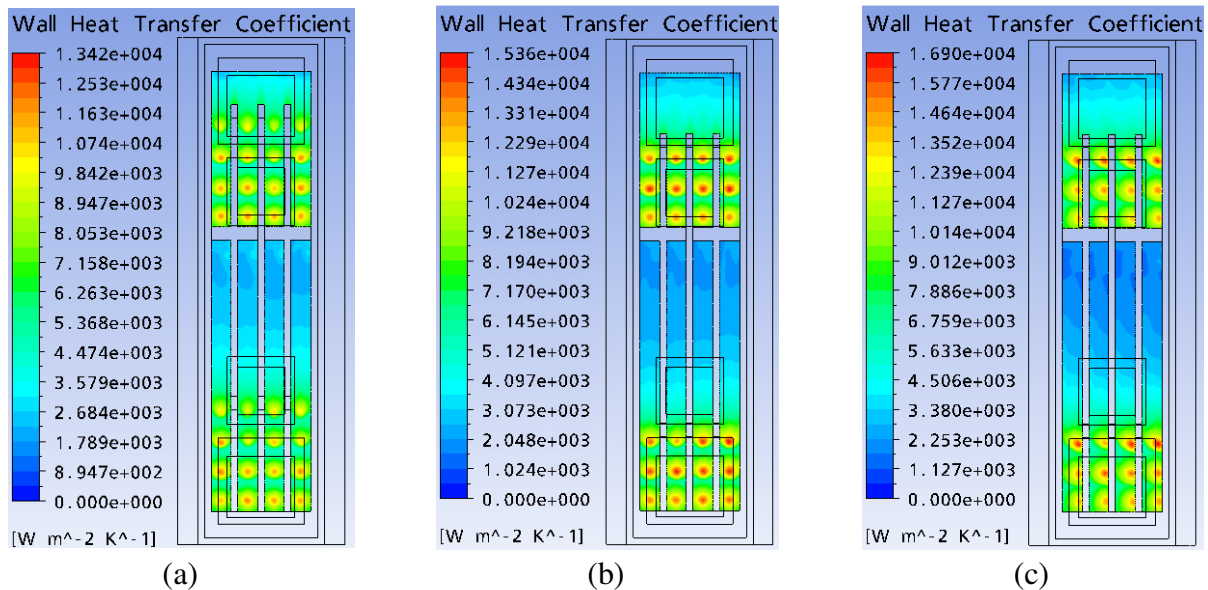 Wall Heat Transfer Coefficient
1.342e+004
1.253e+004
1.163e+004
1.074e+004
9.842e+003
8.947e+003
8.053e+003
7.158e+003
6.263e+003
5.368e+003
4.474e+003
3.579e+003
2.684e+003
1.789e+003
8.947e+002
0.000e+000
[W m^-2 K^-1]
(a)
Wall Heat Transfer Coefficient
1.536e+004
1.434e+004
1.331e+004
1.229e+004
1.127e+004
1.024e+004
9.218e+003
8.194e+003
7.170e+003
6.145e+003
5.121e+003
4.097e+003
3.073e+003
2.048e+003
1.024e+003
0.000e+000
[W m^-2 K^-1]
(b)
Wall Heat Transfer Coefficient
1.690e+004
1.577e+004
1.464e+004
1.352e+004
1.239e+004
1.127e+004
1.014e+004
9.012e+003
7.886e+003
6.759e+003
5.633e+003
4.506e+003
3.380e+003
2.253e+003
1.127e+003
0.000e+000
[W m^-2 K^-1]
(c)